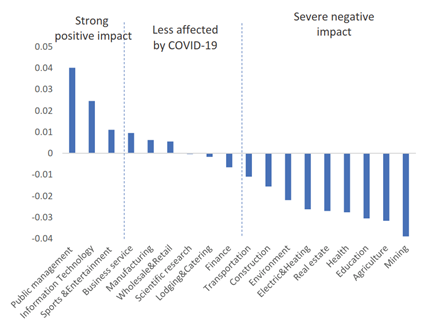 Strong
positive impact
Less affected
by COVID-19
Severe negative
impact
0.05
0.04
0.03
0.02
0.01
0
-0.01
-0.02
-0.03
-0.04
Public management
Information Technology
Sports &Entertainment
Business service
Manufacturing
Wholesale&Retail
Scientific research
Lodging&Catering
Finance
Transportation
Construction
Environment
Electric&Heating
Real estate
Health
Education
Agriculture
Mining